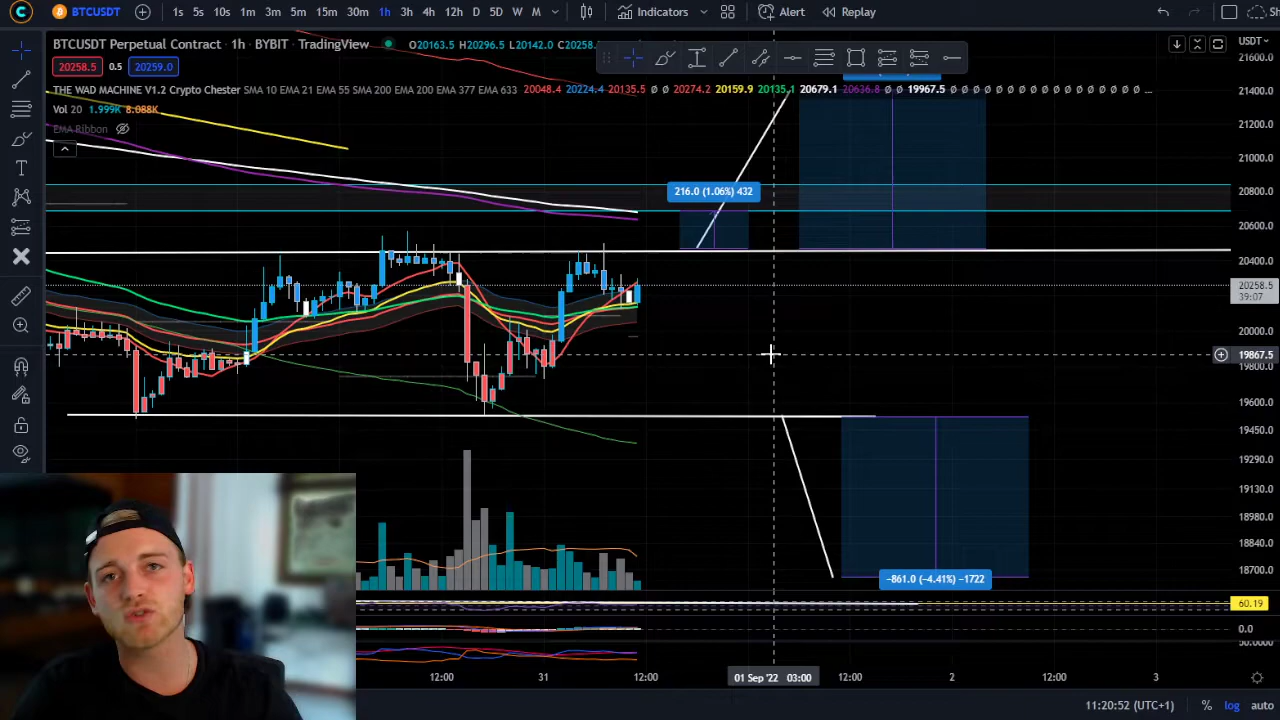 BTCUSDT 1s 5s 10s 1m 3m 5m 15m 30m 1h 3h 4h 12h D 5D W M Indicators Alert Replay
BTCUSDT Perpetual Contract · 1h · BYBIT · TradingView O20163.5 H20296.5 L20142.0 C20258. USDT
20258.5 0.5 20259.0
THE WAD MACHINE V1.2 Crypto Chester SMA 10 EMA 21 EMA 55 SMA 200 EMA 200 EMA 377 EMA 633 20048.4 20224.4 20135.5 ∅ ∅ 20274.2 20159.9 20135.1 20679.1 20636.8 ∅ ∅ 19967.5 ∅ ∅ ∅ ∅ ∅ ∅ ∅ ∅ ∅ ∅ ∅ ∅ ∅ ∅ ∅ ...
Vol 20 1.999K 8.088K
EMA Ribbon
216.0 (1.06%) 432
21600.0
21400.0
21200.0
21000.0
20800.0
20600.0
20400.0
20258.5
39:07
20000.0
19867.5
19800.0
19600.0
19450.0
19290.0
19130.0
18980.0
18840.0
18700.0
−861.0 (−4.41%) −1722
60.19
0.0
50.0000
12:00 31 12:00 01 Sep '22 03:00 12:00 2 12:00 3
11:20:52 (UTC+1) % log auto